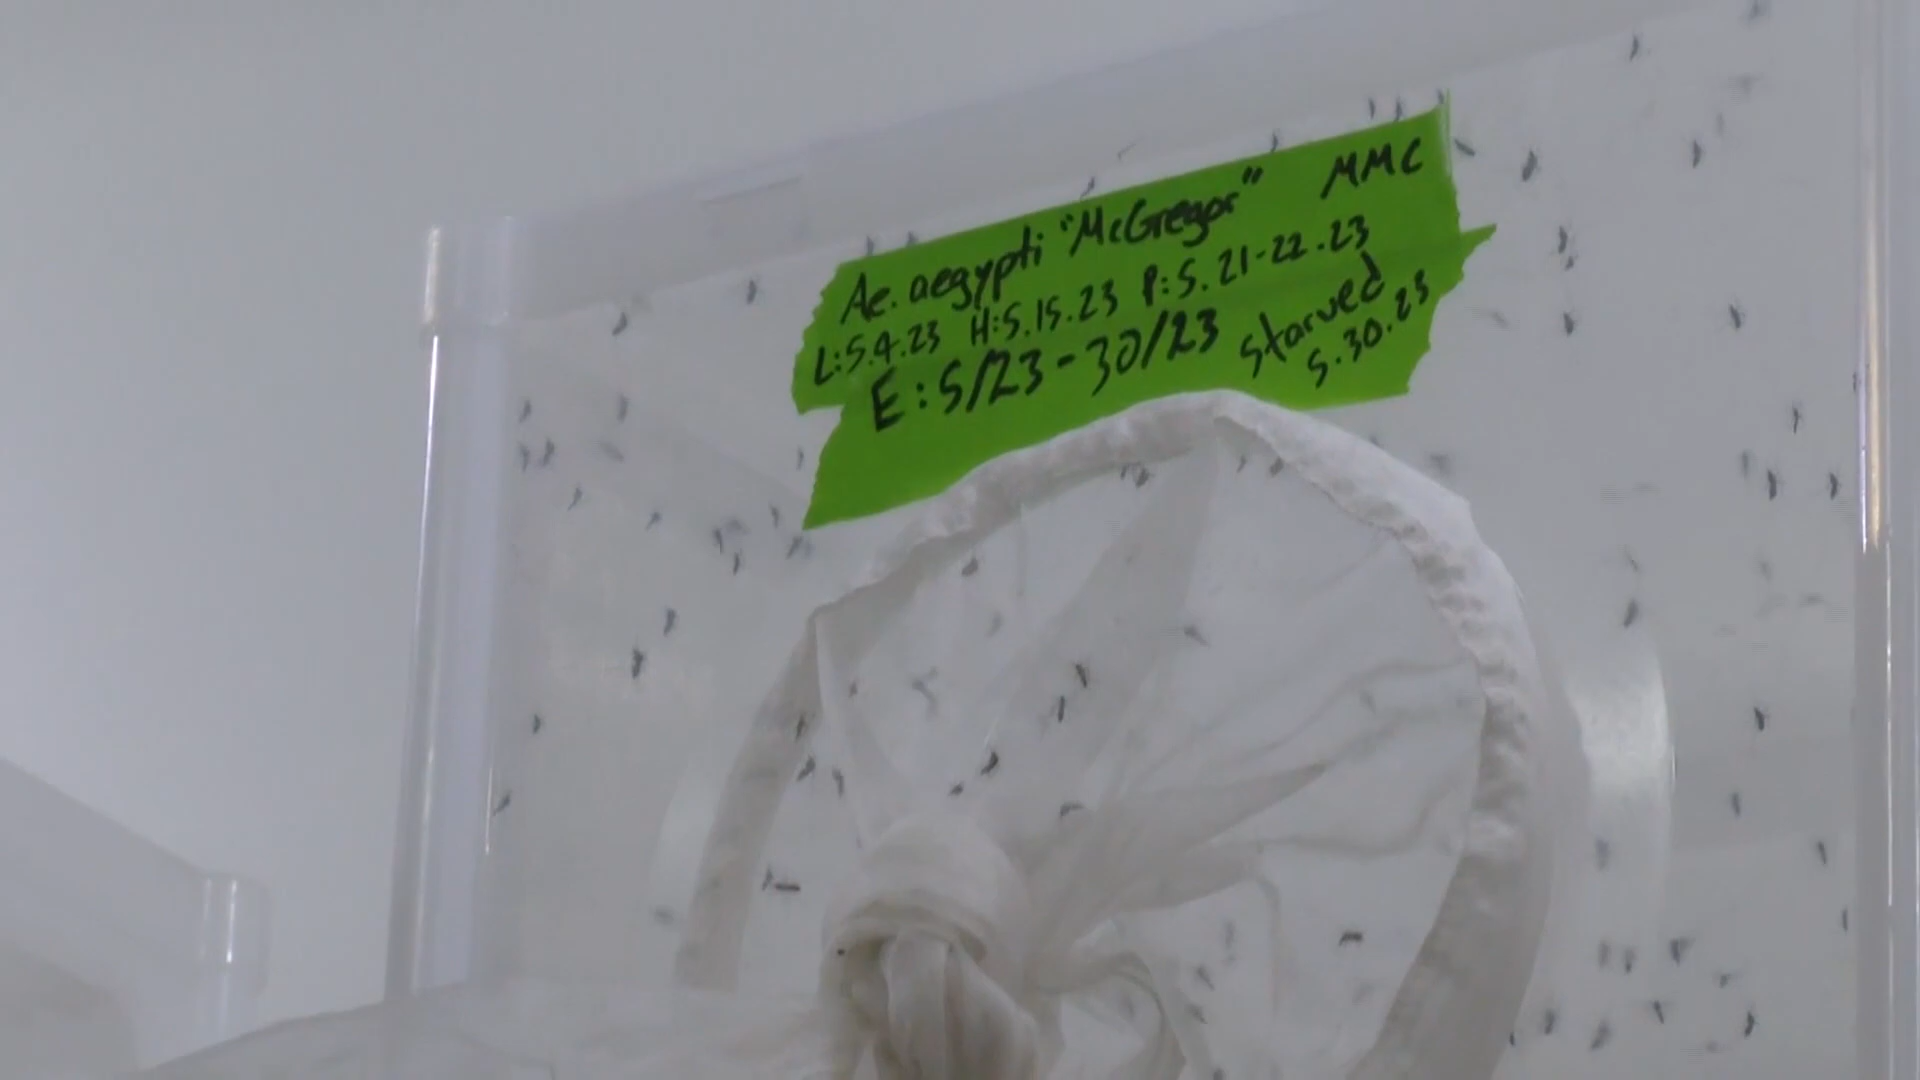 Ae. aegypti "McGregor" MMC
L:5.4.23 H:5.15.23 P:5.21-22.23
E:5/23-30/23 starved
5.30.23